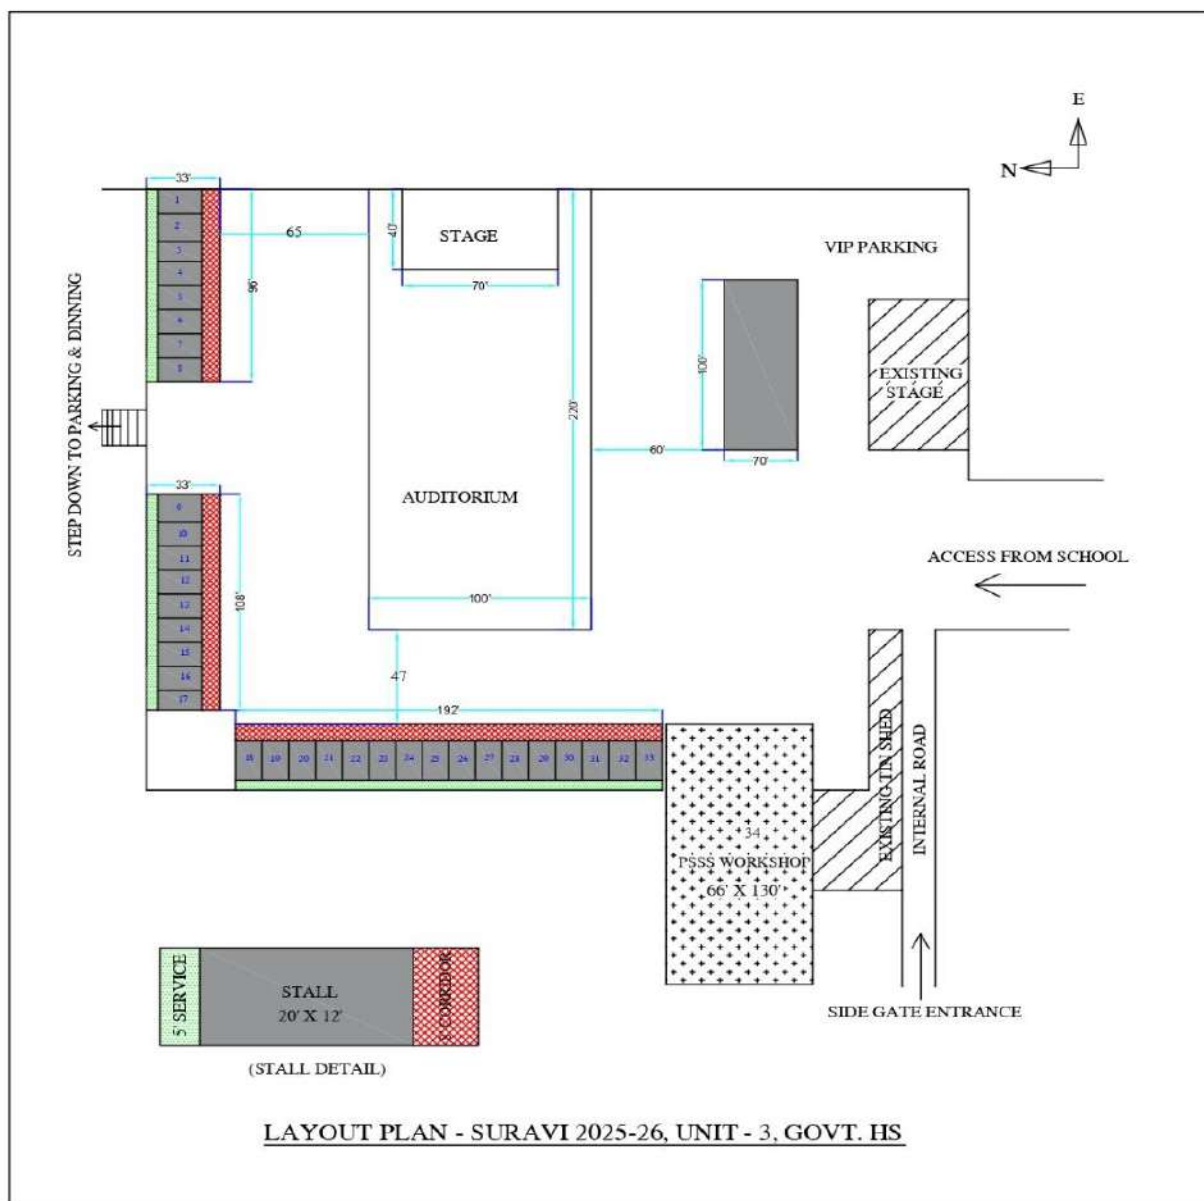 E
N
33'
1
2
3
4
5
6
7
8
65
96'
STAGE
40'
70'
VIP PARKING
EXISTING
STAGE
100'
70'
60'
220'
STEP DOWN TO PARKING & DINNING
33'
9
10
11
12
13
14
15
16
17
108'
AUDITORIUM
100'
47
192'
ACCESS FROM SCHOOL
18 19 20 21 22 23 24 25 26 27 28 29 30 31 32 33
34
PSSS WORKSHOP
66' X 130'
EXISTING TIN SHED
INTERNAL ROAD
SIDE GATE ENTRANCE
5' SERVICE
STALL
20' X 12'
CORRIDOR
(STALL DETAIL)
LAYOUT PLAN - SURAVI 2025-26, UNIT - 3, GOVT. HS